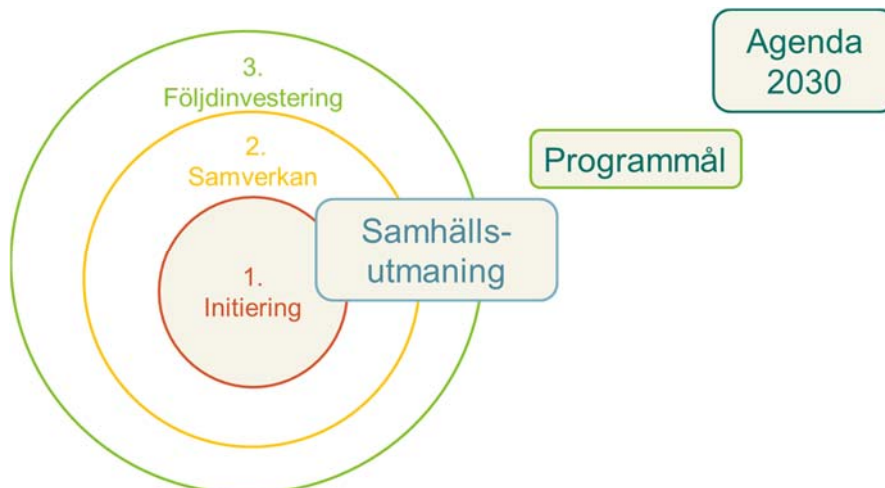 3.
Följdinvestering
2.
Samverkan
1.
Initiering
Samhälls-
utmaning
Programmål
Agenda
2030